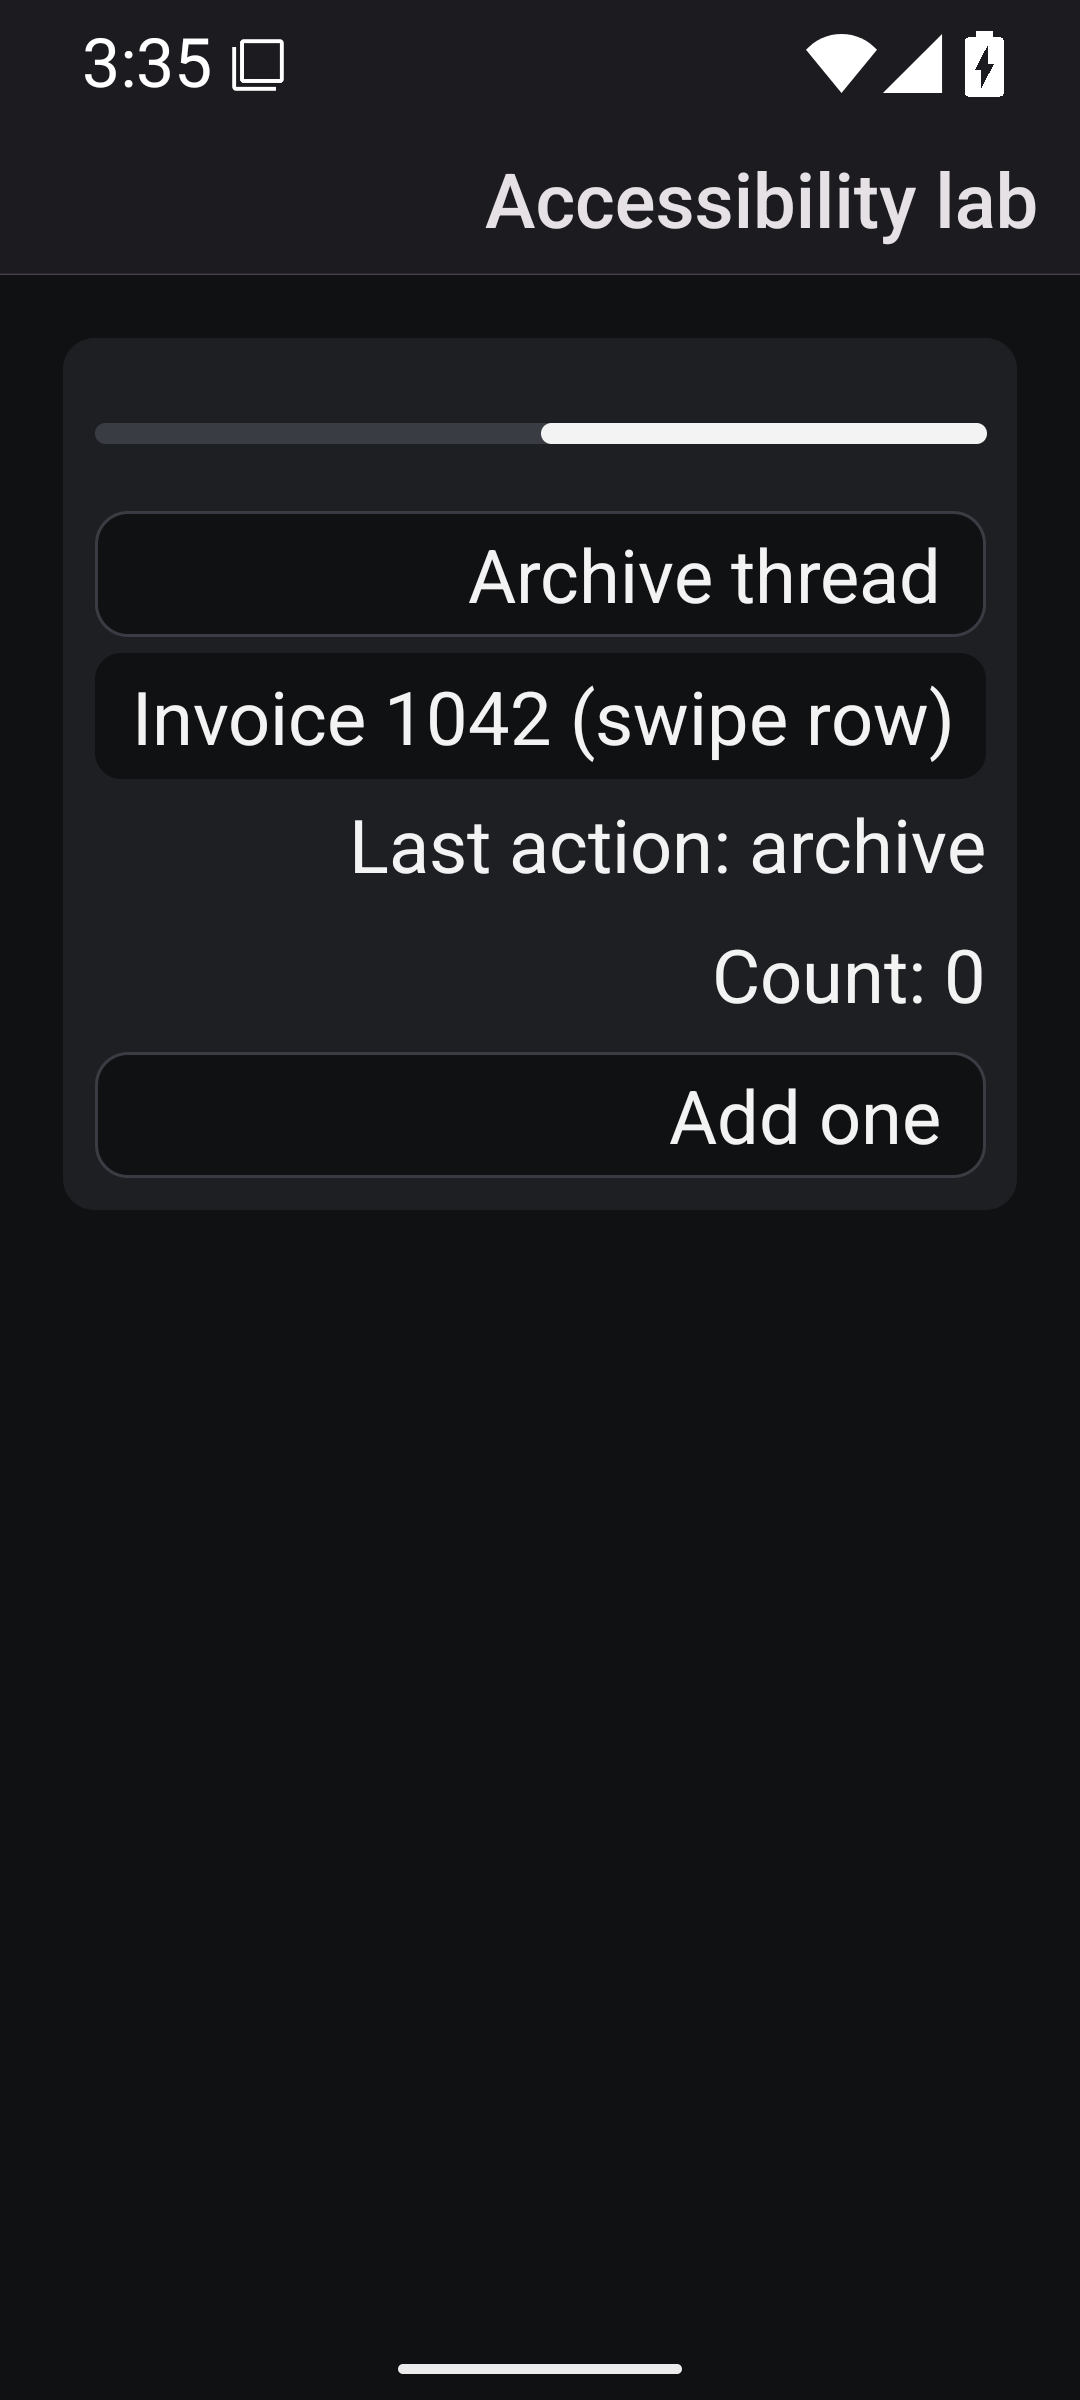 3:35
Accessibility lab
Archive thread
Invoice 1042 (swipe row)
Last action: archive
Count: 0
Add one